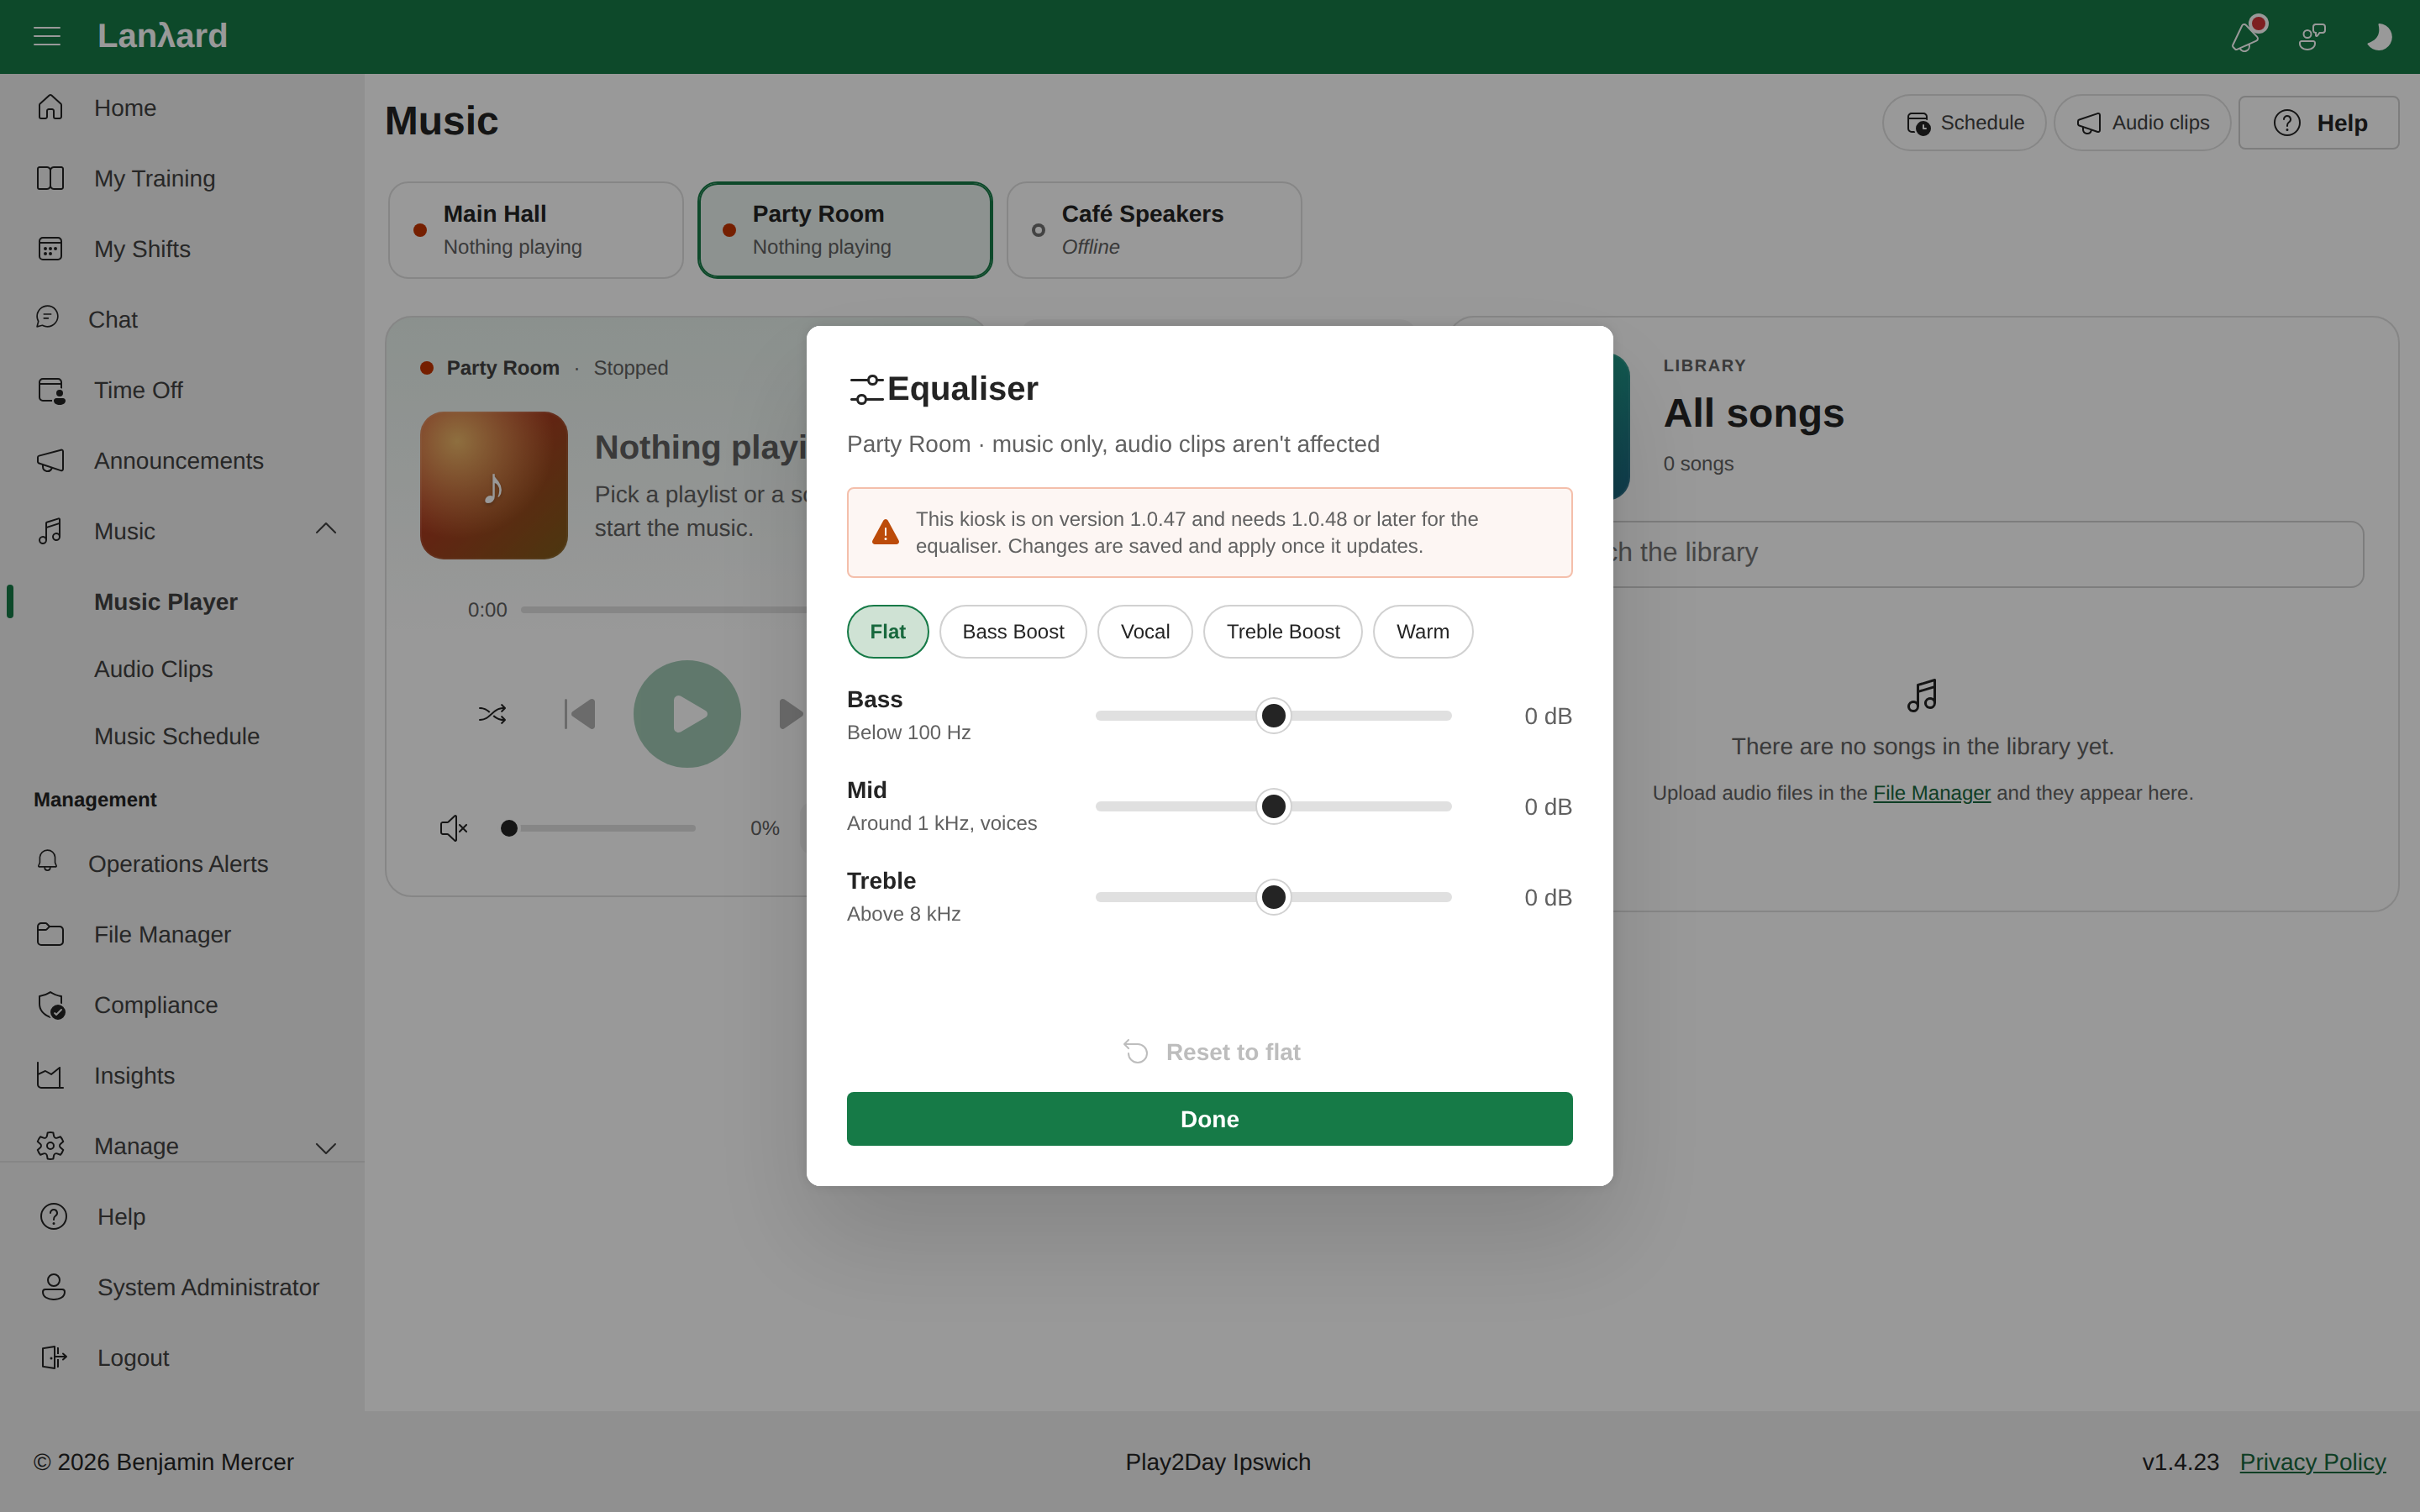 Lanλard
Home
My Training
My Shifts
Chat
Time Off
Announcements
Music
Music Player
Audio Clips
Music Schedule
Management
Operations Alerts
File Manager
Compliance
Insights
Manage
Help
System Administrator
Logout
Music
Schedule
Audio clips
Help
Main Hall
Nothing playing
Party Room
Nothing playing
Café Speakers
Offline
Party Room · Stopped
Nothing
Pick a playlist or a
start the music.
0:00
0%
Equaliser
Party Room · music only, audio clips aren't affected
This kiosk is on version 1.0.47 and needs 1.0.48 or later for the
equaliser. Changes are saved and apply once it updates.
Flat
Bass Boost
Vocal
Treble Boost
Warm
Bass
Below 100 Hz
0 dB
Mid
Around 1 kHz, voices
0 dB
Treble
Above 8 kHz
0 dB
Reset to flat
Done
LIBRARY
All songs
0 songs
the library
There are no songs in the library yet.
Upload audio files in the File Manager and they appear here.
© 2026 Benjamin Mercer
Play2Day Ipswich
v1.4.23
Privacy Policy